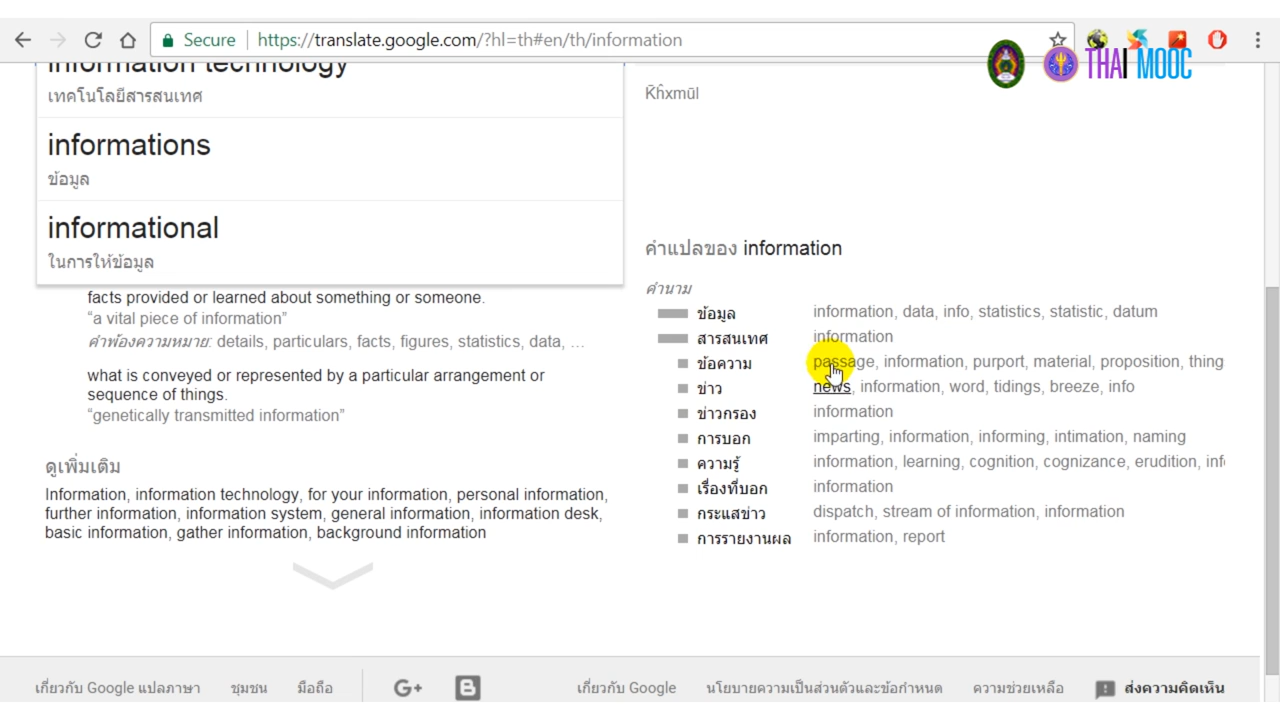 Secure
https://translate.google.com/?hl=th#en/th/information
THAI MOOC
information technology
เทคโนโลยีสารสนเทศ
informations
ข้อมูล
informational
ในการให้ข้อมูล
facts provided or learned about something or someone.
“a vital piece of information”
คำพ้องความหมาย: details, particulars, facts, figures, statistics, data, ...
what is conveyed or represented by a particular arrangement or
sequence of things.
“genetically transmitted information”
ดูเพิ่มเติม
Information, information technology, for your information, personal information,
further information, information system, general information, information desk,
basic information, gather information, background information
K̄ĥxmūl
คำแปลของ information
คำนาม
ข้อมูล information, data, info, statistics, statistic, datum
สารสนเทศ information
ข้อความ passage, information, purport, material, proposition, thing
ข่าว news, information, word, tidings, breeze, info
ข่าวกรอง information
การบอก imparting, information, informing, intimation, naming
ความรู้ information, learning, cognition, cognizance, erudition, inf
เรื่องที่บอก information
กระแสข่าว dispatch, stream of information, information
การรายงานผล information, report
เกี่ยวกับ Google แปลภาษา ชุมชน มือถือ G+ B เกี่ยวกับ Google นโยบายความเป็นส่วนตัวและข้อกำหนด ความช่วยเหลือ ส่งความคิดเห็น